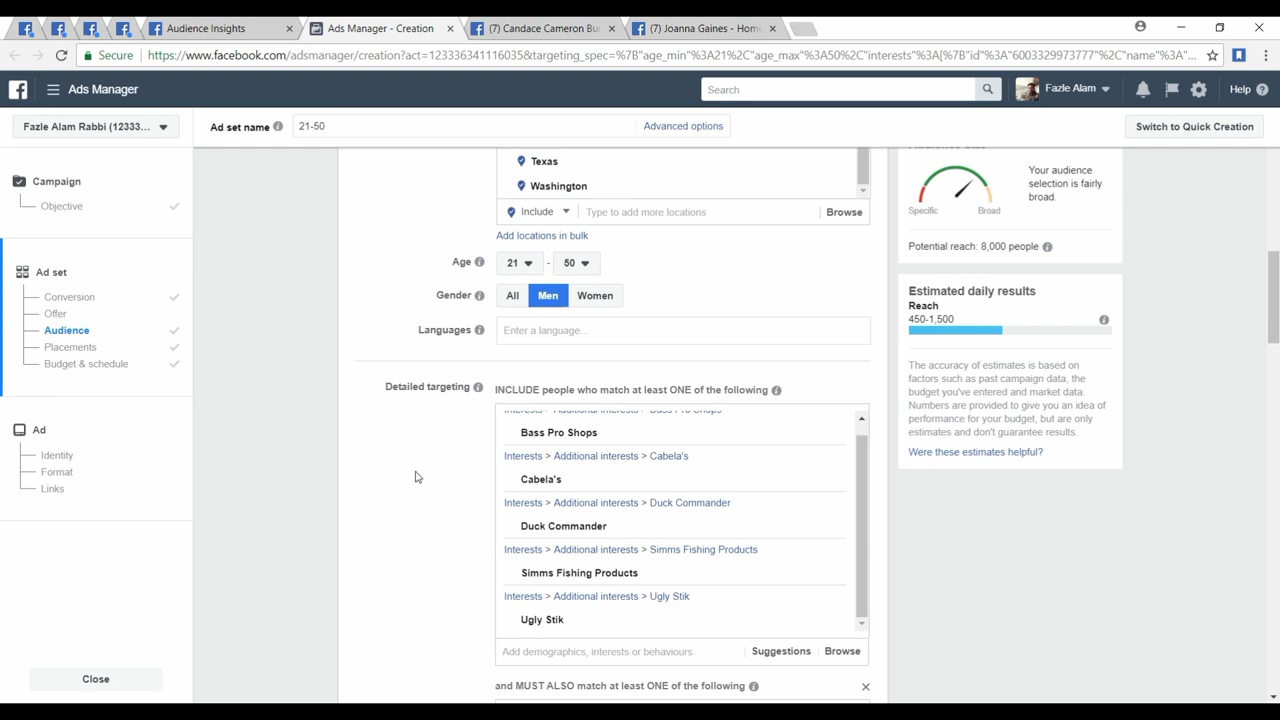 Audience Insights
Ads Manager - Creation
(7) Candace Cameron Bu
(7) Joanna Gaines - Home
Secure
https://www.facebook.com/adsmanager/creation?act=1233363411116035&targeting_spec=%7B"age_min"%3A21%2C"age_max"%3A50%2C"interests"%3A[%7B"id"%3A"6003329973777"%2C"name"%3A"...
Ads Manager
Search
Fazle Alam
Help
Fazle Alam Rabbi (12333...
Ad set name
21-50
Advanced options
Switch to Quick Creation
Campaign
Objective
Ad set
Conversion
Offer
Audience
Placements
Budget & schedule
Ad
Identity
Format
Links
Close
Texas
Washington
Include
Type to add more locations
Browse
Add locations in bulk
Age
21
-
50
Gender
All
Men
Women
Languages
Enter a language...
Detailed targeting
INCLUDE people who match at least ONE of the following
Interests > Additional interests > Bass Pro Shops
Bass Pro Shops
Interests > Additional interests > Cabela's
Cabela's
Interests > Additional interests > Duck Commander
Duck Commander
Interests > Additional interests > Simms Fishing Products
Simms Fishing Products
Interests > Additional interests > Ugly Stik
Ugly Stik
Add demographics, interests or behaviours
Suggestions
Browse
and MUST ALSO match at least ONE of the following
Your audience
selection is fairly
broad.
Specific
Broad
Potential reach: 8,000 people
Estimated daily results
Reach
450-1,500
The accuracy of estimates is based on
factors such as past campaign data, the
budget you've entered and market data.
Numbers are provided to give you an idea of
performance for your budget, but are only
estimates and don't guarantee results.
Were these estimates helpful?